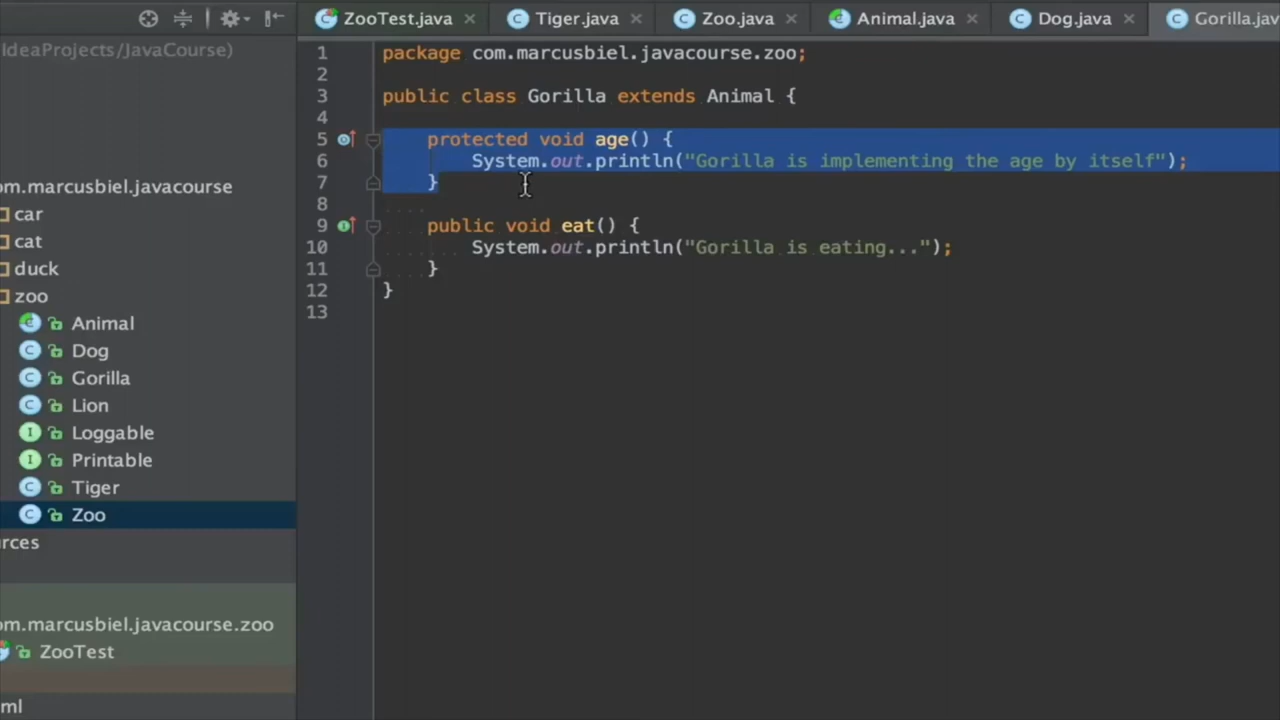 ZooTest.java
Tiger.java
Zoo.java
Animal.java
Dog.java
Gorilla.jav
IdeaProjects/JavaCourse)
om.marcusbiel.javacourse
car
cat
duck
zoo
Animal
Dog
Gorilla
Lion
Loggable
Printable
Tiger
Zoo
urces
om.marcusbiel.javacourse.zoo
ZooTest
ml
1 package com.marcusbiel.javacourse.zoo;
2
3 public class Gorilla extends Animal {
4
5 protected void age() {
6 System.out.println("Gorilla is implementing the age by itself");
7 }
8
9 public void eat() {
10 System.out.println("Gorilla is eating...");
11 }
12 }
13